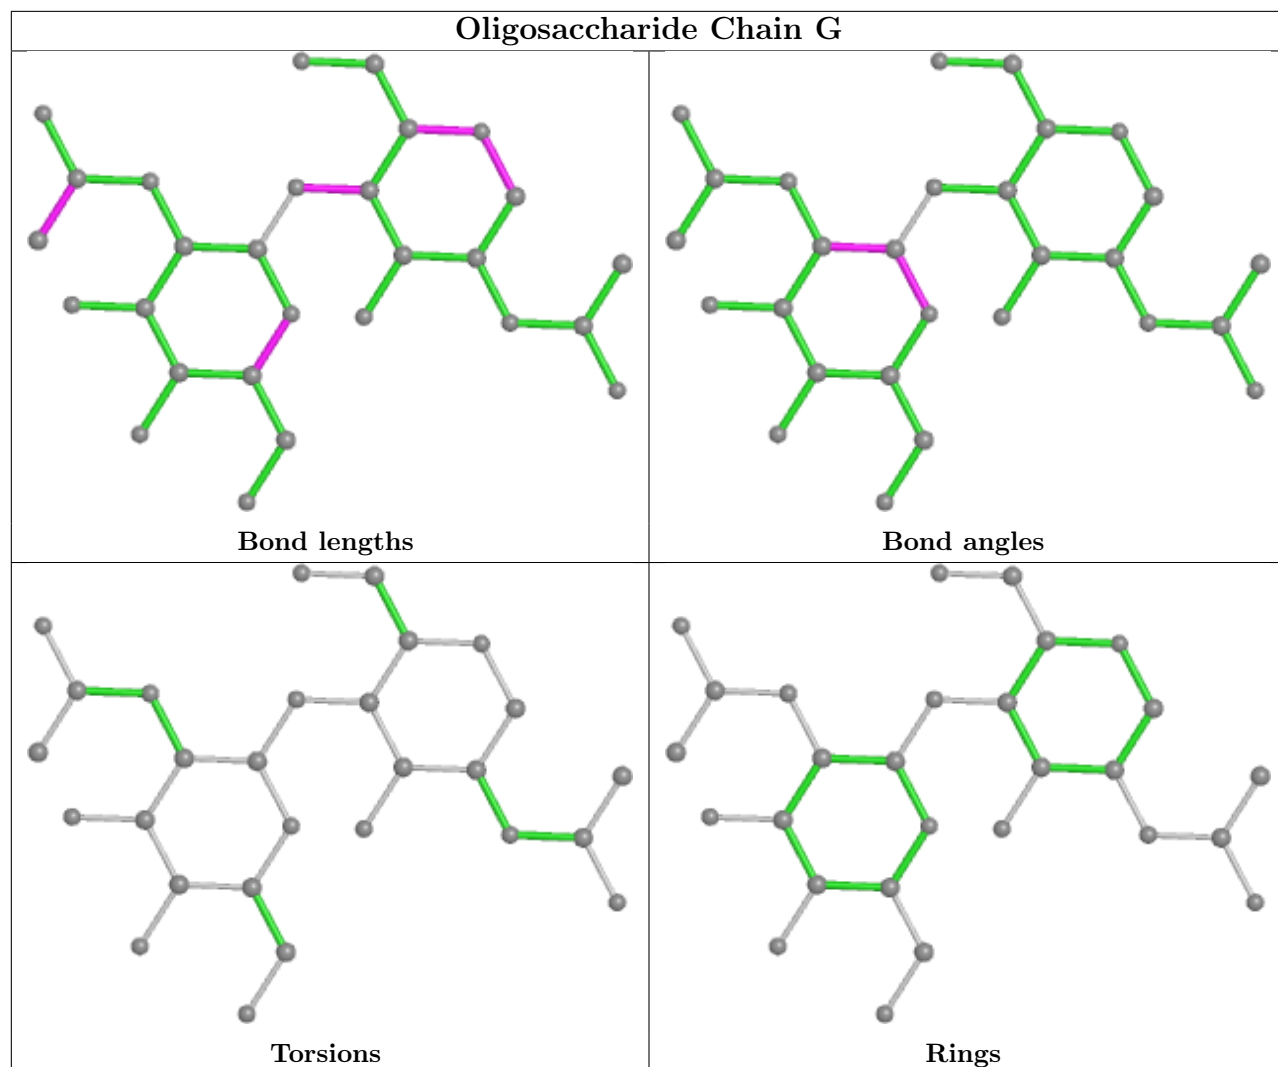 Oligosaccharide Chain G
Bond lengths
Bond angles
Torsions
Rings